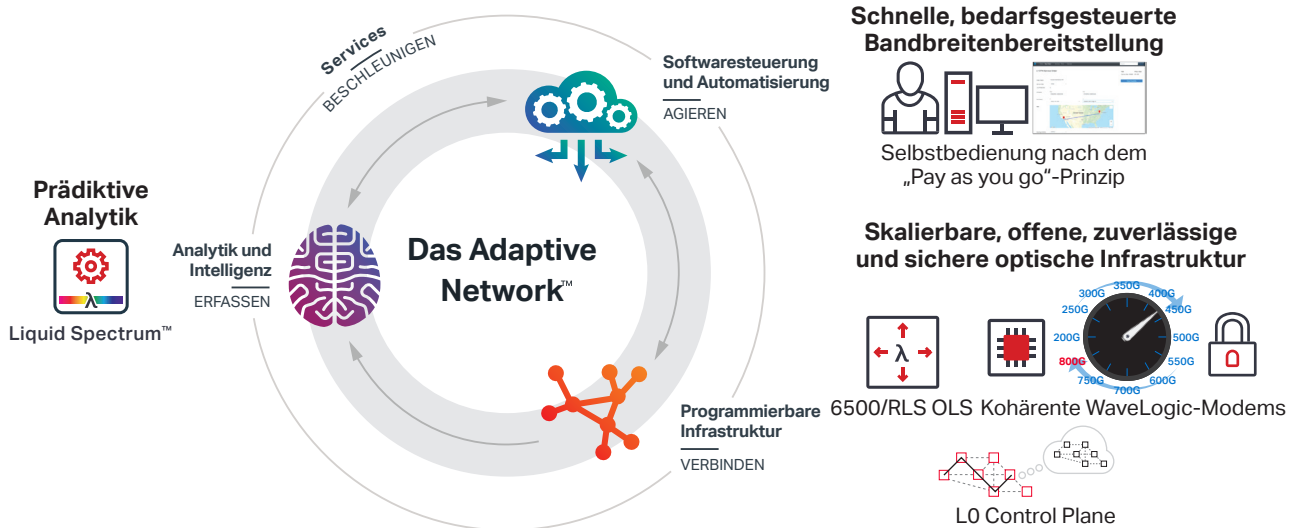 Services
BESCHLEUNIGEN
Softwaresteuerung
und Automatisierung
AGIEREN
Prädiktive
Analytik
λ
Liquid Spectrum™
Analytik und
Intelligenz
ERFASSEN
Das Adaptive
Network™
Programmierbare
Infrastruktur
VERBINDEN
Schnelle, bedarfsgesteuerte
Bandbreitenbereitstellung
Selbstbedienung nach dem
„Pay as you go“-Prinzip
Skalierbare, offene, zuverlässige
und sichere optische Infrastruktur
λ
200G
250G
300G
350G
400G
450G
500G
550G
600G
700G
750G
800G
6500/RLS OLS
Kohärente WaveLogic-Modems
L0 Control Plane